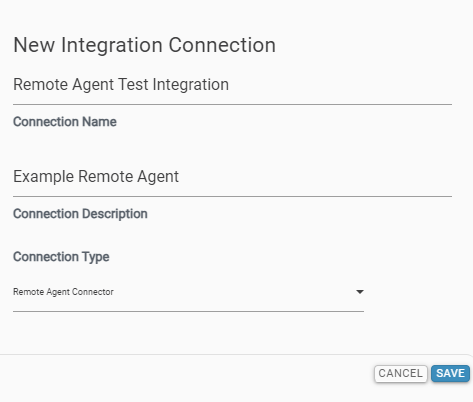 New Integration Connection
Remote Agent Test Integration
Connection Name
Example Remote Agent
Connection Description
Connection Type
Remote Agent Connector
CANCEL SAVE